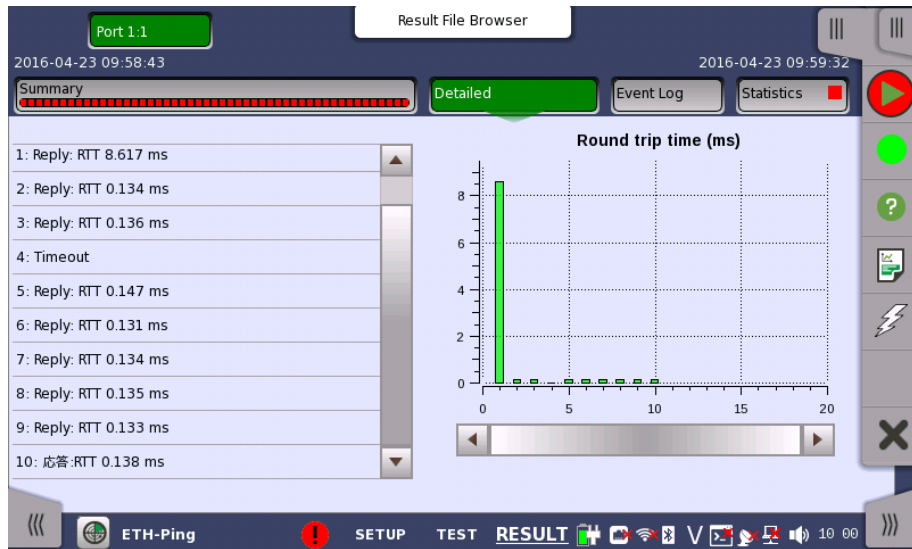 Port 1:1
Result File Browser
2016-04-23 09:58:43
2016-04-23 09:59:32
Summary
Detailed
Event Log
Statistics
1: Reply: RTT 8.617 ms
2: Reply: RTT 0.134 ms
3: Reply: RTT 0.136 ms
4: Timeout
5: Reply: RTT 0.147 ms
6: Reply: RTT 0.131 ms
7: Reply: RTT 0.134 ms
8: Reply: RTT 0.135 ms
9: Reply: RTT 0.133 ms
10: 応答:RTT 0.138 ms
Round trip time (ms)
8
6
4
2
0
0 5 10 15 20
ETH-Ping
SETUP TEST RESULT
10 00